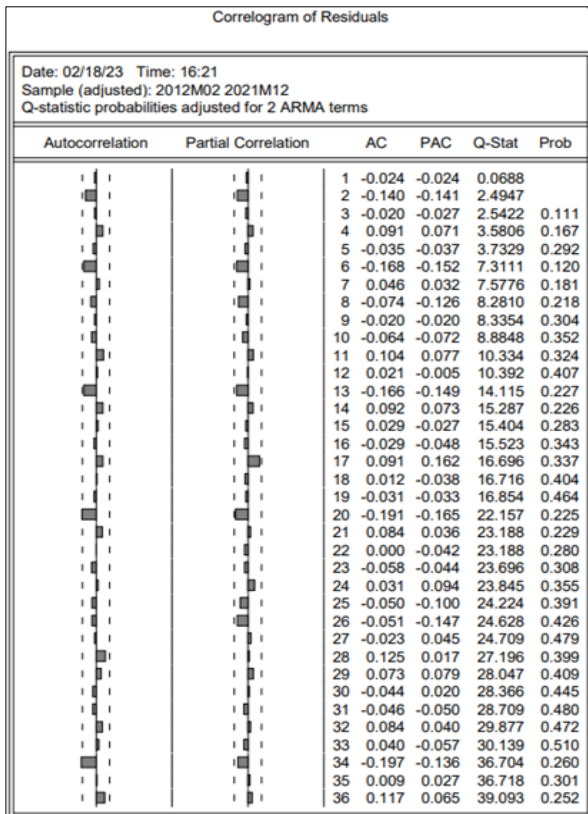 Correlogram of Residuals
Date: 02/18/23 Time: 16:21
Sample (adjusted): 2012M02 2021M12
Q-statistic probabilities adjusted for 2 ARMA terms
Autocorrelation Partial Correlation AC PAC Q-Stat Prob
1 -0.024 -0.024 0.0688
2 -0.140 -0.141 2.4947
3 -0.020 -0.027 2.5422 0.111
4 0.091 0.071 3.5806 0.167
5 -0.035 -0.037 3.7329 0.292
6 -0.168 -0.152 7.3111 0.120
7 0.046 0.032 7.5776 0.181
8 -0.074 -0.126 8.2810 0.218
9 -0.020 -0.020 8.3354 0.304
10 -0.064 -0.072 8.8848 0.352
11 0.104 0.077 10.334 0.324
12 0.021 -0.005 10.392 0.407
13 -0.166 -0.149 14.115 0.227
14 0.092 0.073 15.287 0.226
15 0.029 -0.027 15.404 0.283
16 -0.029 -0.048 15.523 0.343
17 0.091 0.162 16.696 0.337
18 0.012 -0.038 16.716 0.404
19 -0.031 -0.033 16.854 0.464
20 -0.191 -0.165 22.157 0.225
21 0.084 0.036 23.188 0.229
22 0.000 -0.042 23.188 0.280
23 -0.058 -0.044 23.696 0.308
24 0.031 0.094 23.845 0.355
25 -0.050 -0.100 24.224 0.391
26 -0.051 -0.147 24.628 0.426
27 -0.023 0.045 24.709 0.479
28 0.125 0.017 27.196 0.399
29 0.073 0.079 28.047 0.409
30 -0.044 0.020 28.366 0.445
31 -0.046 -0.050 28.709 0.480
32 0.084 0.040 29.877 0.472
33 0.040 -0.057 30.139 0.510
34 -0.197 -0.136 36.704 0.260
35 0.009 0.027 36.718 0.301
36 0.117 0.065 39.093 0.252